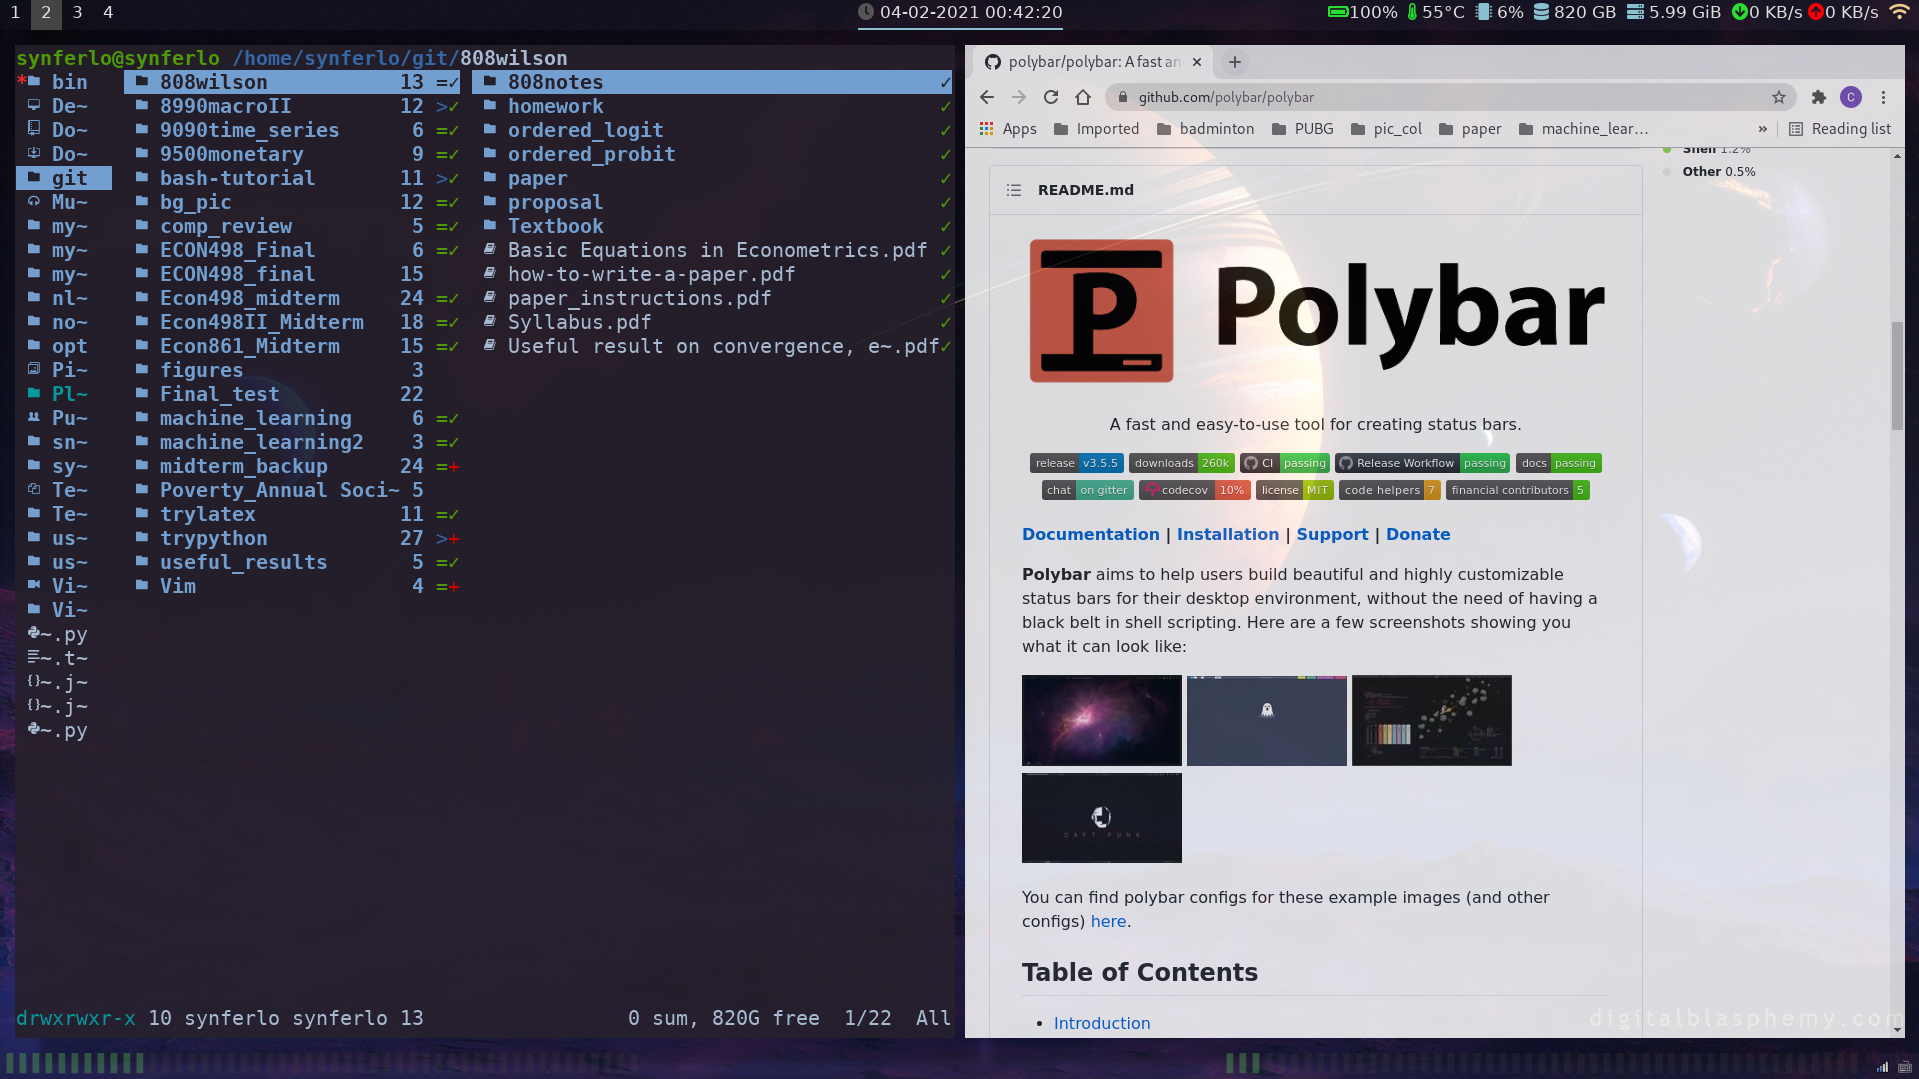 1 2 3 4 04-02-2021 00:42:20 100% 55°C 6% 820 GB 5.99 GiB 0 KB/s 0 KB/s
synferlo@synferlo /home/synferlo/git/808wilson
*bin
De~
Do~
Do~
git
Mu~
my~
my~
my~
nl~
no~
opt
Pi~
Pl~
Pu~
sn~
sy~
Te~
Te~
us~
us~
Vi~
Vi~
~.py
~.t~
{}~.j~
{}~.j~
~.py
808wilson 13 =✓
8990macroII 12 >✓
9090time_series 6 =✓
9500monetary 9 =✓
bash-tutorial 11 >✓
bg_pic 12 =✓
comp_review 5 =✓
ECON498_Final 6 =✓
ECON498_final 15
Econ498_midterm 24 =✓
Econ498II_Midterm 18 =✓
Econ861_Midterm 15 =✓
figures 3
Final_test 22
machine_learning 6 =✓
machine_learning2 3 =✓
midterm_backup 24 =+
Poverty_Annual Soci~ 5
trylatex 11 =✓
trypython 27 >+
useful_results 5 =✓
Vim 4 =+
808notes ✓
homework ✓
ordered_logit ✓
ordered_probit ✓
paper ✓
proposal ✓
Textbook ✓
Basic Equations in Econometrics.pdf ✓
how-to-write-a-paper.pdf ✓
paper_instructions.pdf ✓
Syllabus.pdf ✓
Useful result on convergence, e~.pdf✓
drwxrwxr-x 10 synferlo synferlo 13 0 sum, 820G free 1/22 All
polybar/polybar: A fast an
github.com/polybar/polybar C
Apps Imported badminton PUBG pic_col paper machine_lear... » Reading list
Shell 1.2%
Other 0.5%
README.md
P Polybar
A fast and easy-to-use tool for creating status bars.
release v3.5.5 downloads 260k CI passing Release Workflow passing docs passing
chat on gitter codecov 10% license MIT code helpers 7 financial contributors 5
Documentation | Installation | Support | Donate
Polybar aims to help users build beautiful and highly customizable
status bars for their desktop environment, without the need of having a
black belt in shell scripting. Here are a few screenshots showing you
what it can look like:
DAFT PUNK
You can find polybar configs for these example images (and other
configs) here.
Table of Contents
• Introduction
digitalblasphemy.com